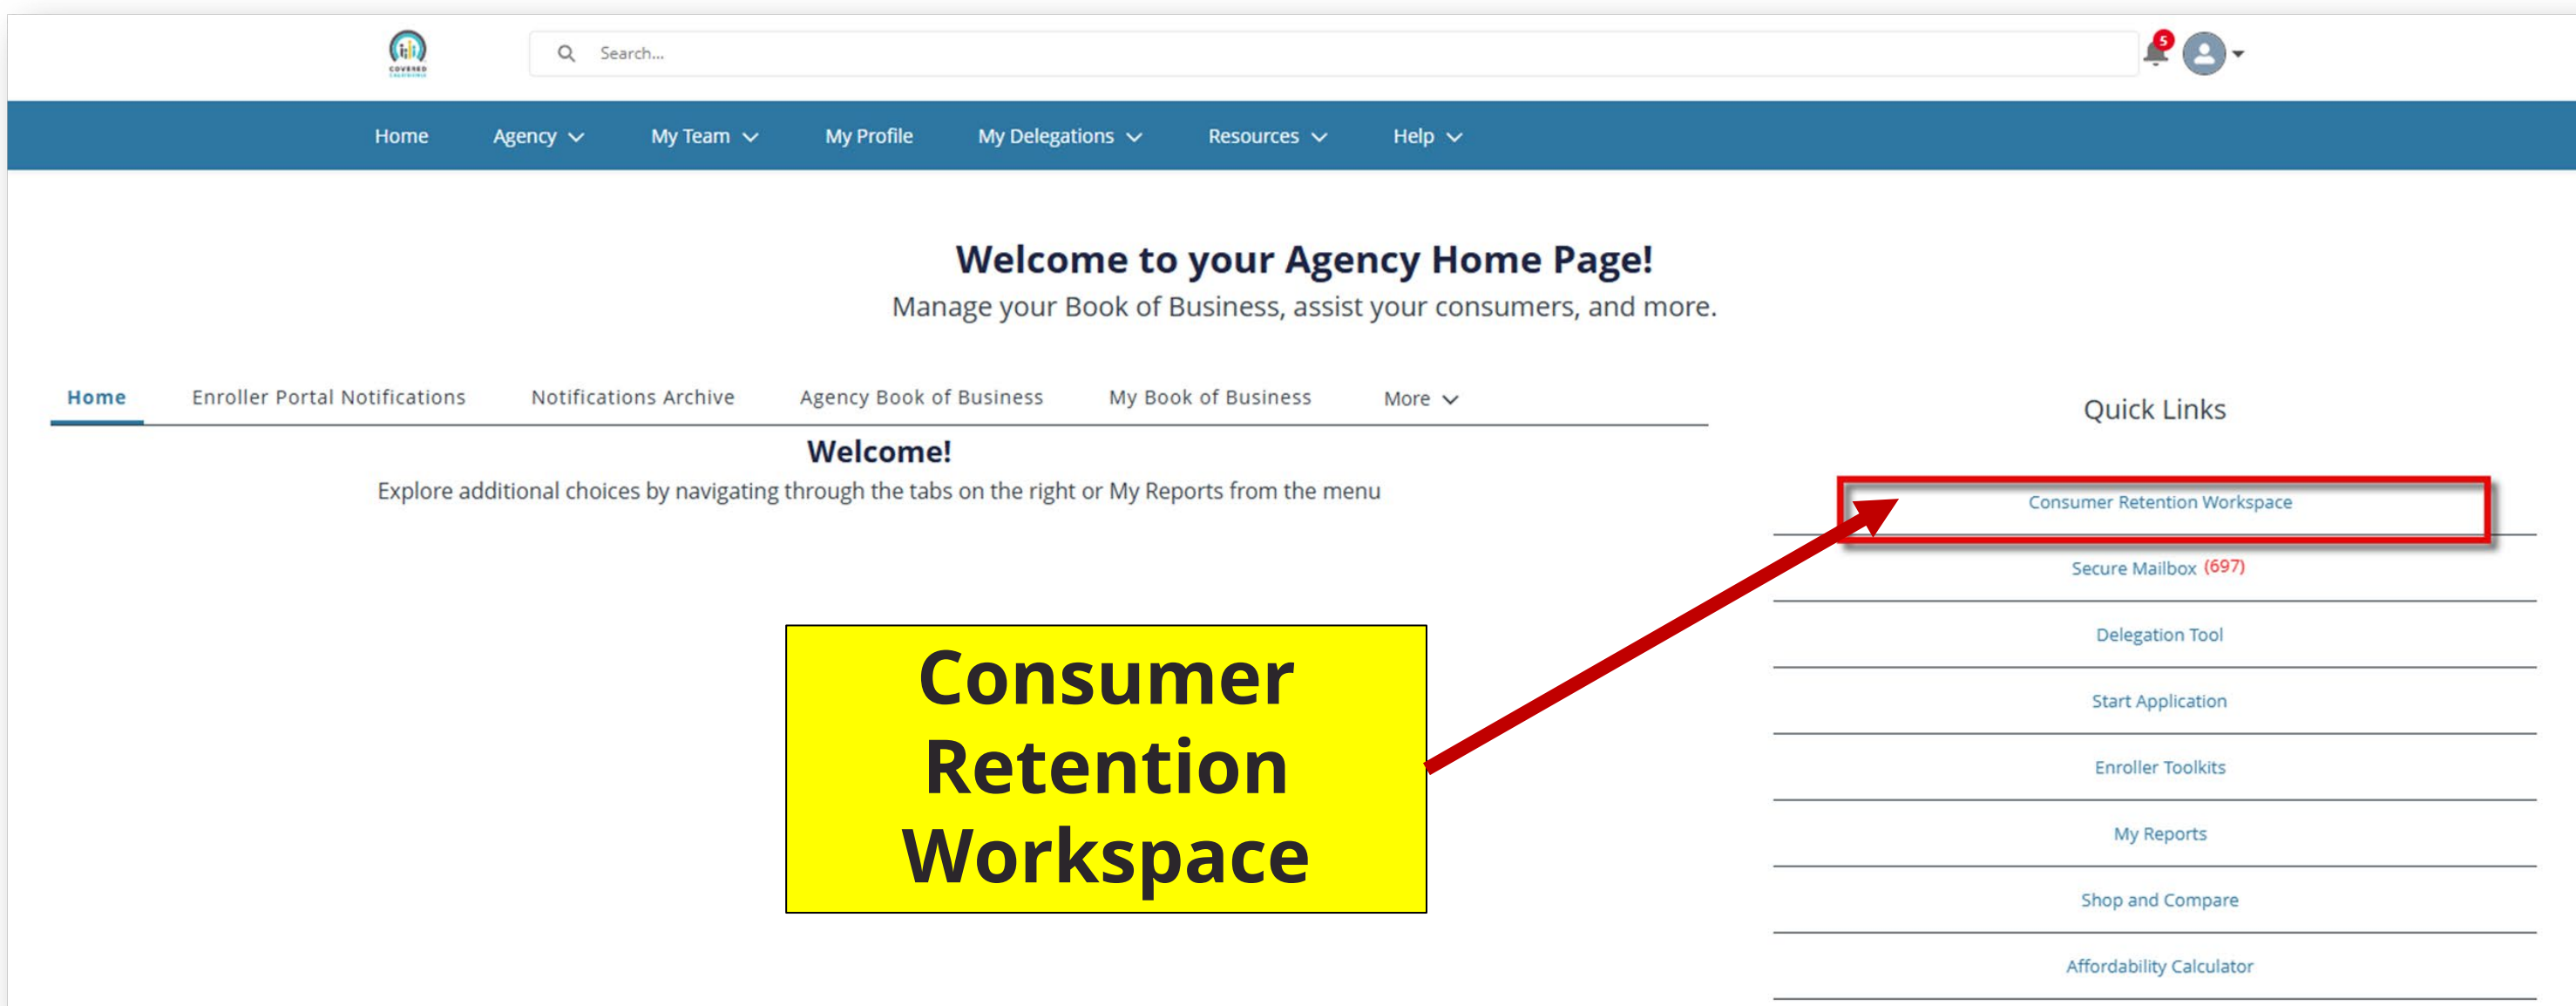 COVERED
CALIFORNIA
Search...
5
Home Agency My Team My Profile My Delegations Resources Help
Welcome to your Agency Home Page!
Manage your Book of Business, assist your consumers, and more.
Home Enroller Portal Notifications Notifications Archive Agency Book of Business My Book of Business More
Welcome!
Explore additional choices by navigating through the tabs on the right or My Reports from the menu
Quick Links
Consumer Retention Workspace
Secure Mailbox (697)
Delegation Tool
Start Application
Enroller Toolkits
My Reports
Shop and Compare
Affordability Calculator
Consumer
Retention
Workspace